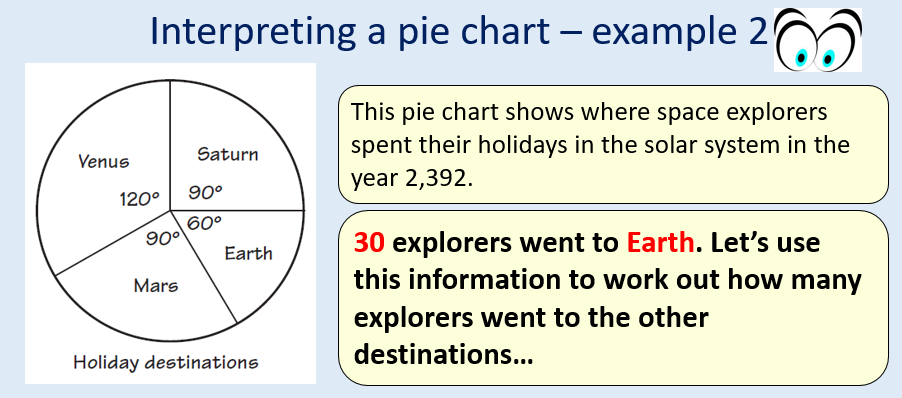 Interpreting a pie chart – example 2
This pie chart shows where space explorers
spent their holidays in the solar system in the
year 2,392.
30 explorers went to Earth. Let’s use
this information to work out how many
explorers went to the other
destinations…
Venus
Saturn
120°
90°
60°
90°
Earth
Mars
Holiday destinations